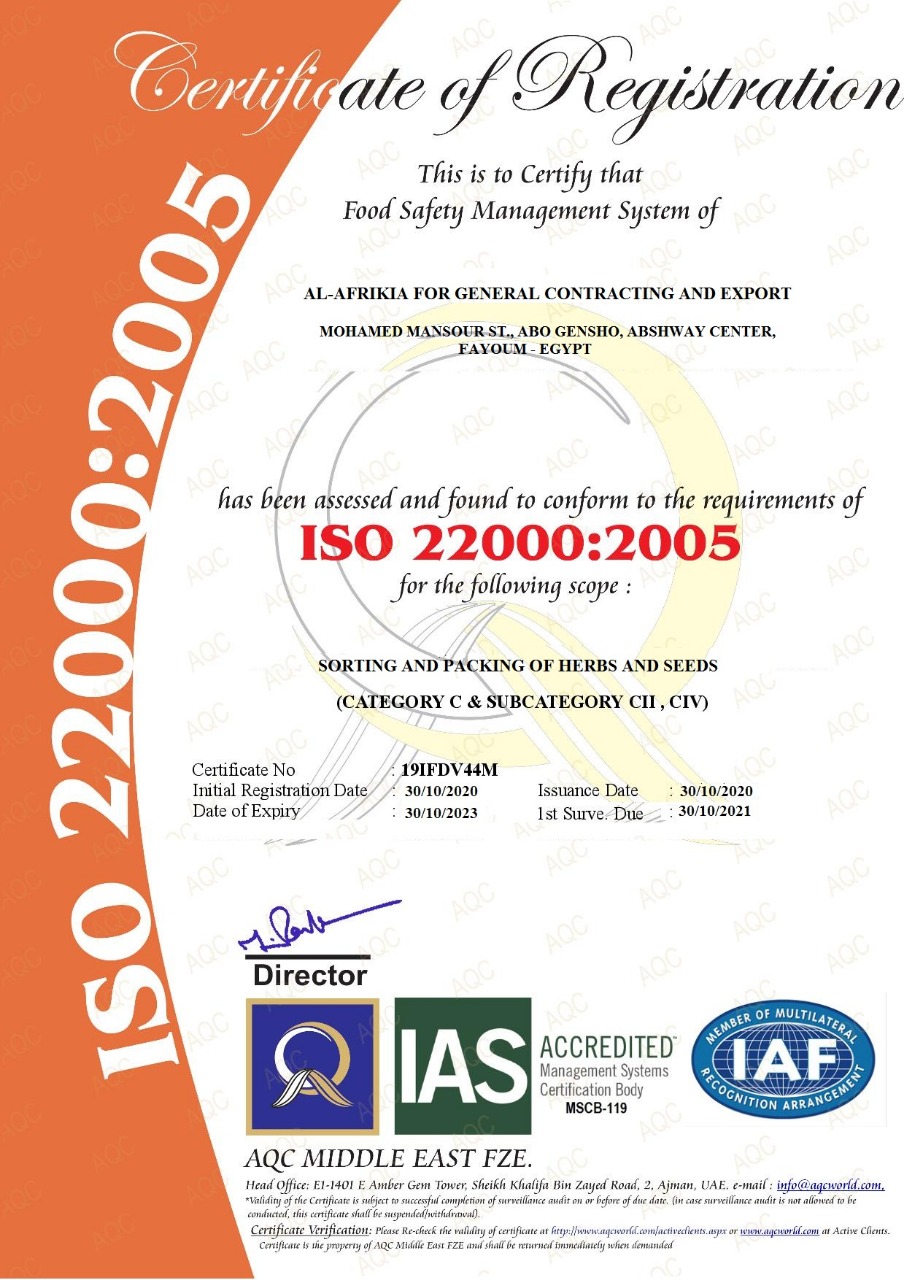 Certificate of Registration
This is to Certify that
Food Safety Management System of
AL-AFRIKIA FOR GENERAL CONTRACTING AND EXPORT
MOHAMED MANSOUR ST., ABO GENSHO, ABSHWAY CENTER,
FAYOUM - EGYPT
has been assessed and found to conform to the requirements of
ISO 22000:2005
for the following scope :
SORTING AND PACKING OF HERBS AND SEEDS
(CATEGORY C & SUBCATEGORY CII , CIV)
Certificate No : 19IFDV44M
Initial Registration Date : 30/10/2020 Issuance Date : 30/10/2020
Date of Expiry : 30/10/2023 1st Surve. Due : 30/10/2021
ISO 22000:2005
Director
IAS
ACCREDITED™
Management Systems
Certification Body
MSCB-119
MEMBER OF MULTILATERAL
IAF
RECOGNITION ARRANGEMENT
AQC MIDDLE EAST FZE.
Head Office: E1-1401 E Amber Gem Tower, Sheikh Khalifa Bin Zayed Road, 2, Ajman, UAE. e-mail : info@aqcworld.com,
*Validity of the Certificate is subject to successful completion of surveillance audit on or before of due date. (in case surveillance audit is not allowed to be
conducted, this certificate shall be suspended/withdrawal).
Certificate Verification: Please Re-check the validity of certificate at http://www.aqcworld.com/activeclients.aspx or www.aqcworld.com at Active Clients.
Certificate is the property of AQC Middle East FZE and shall be returned immediately when demanded